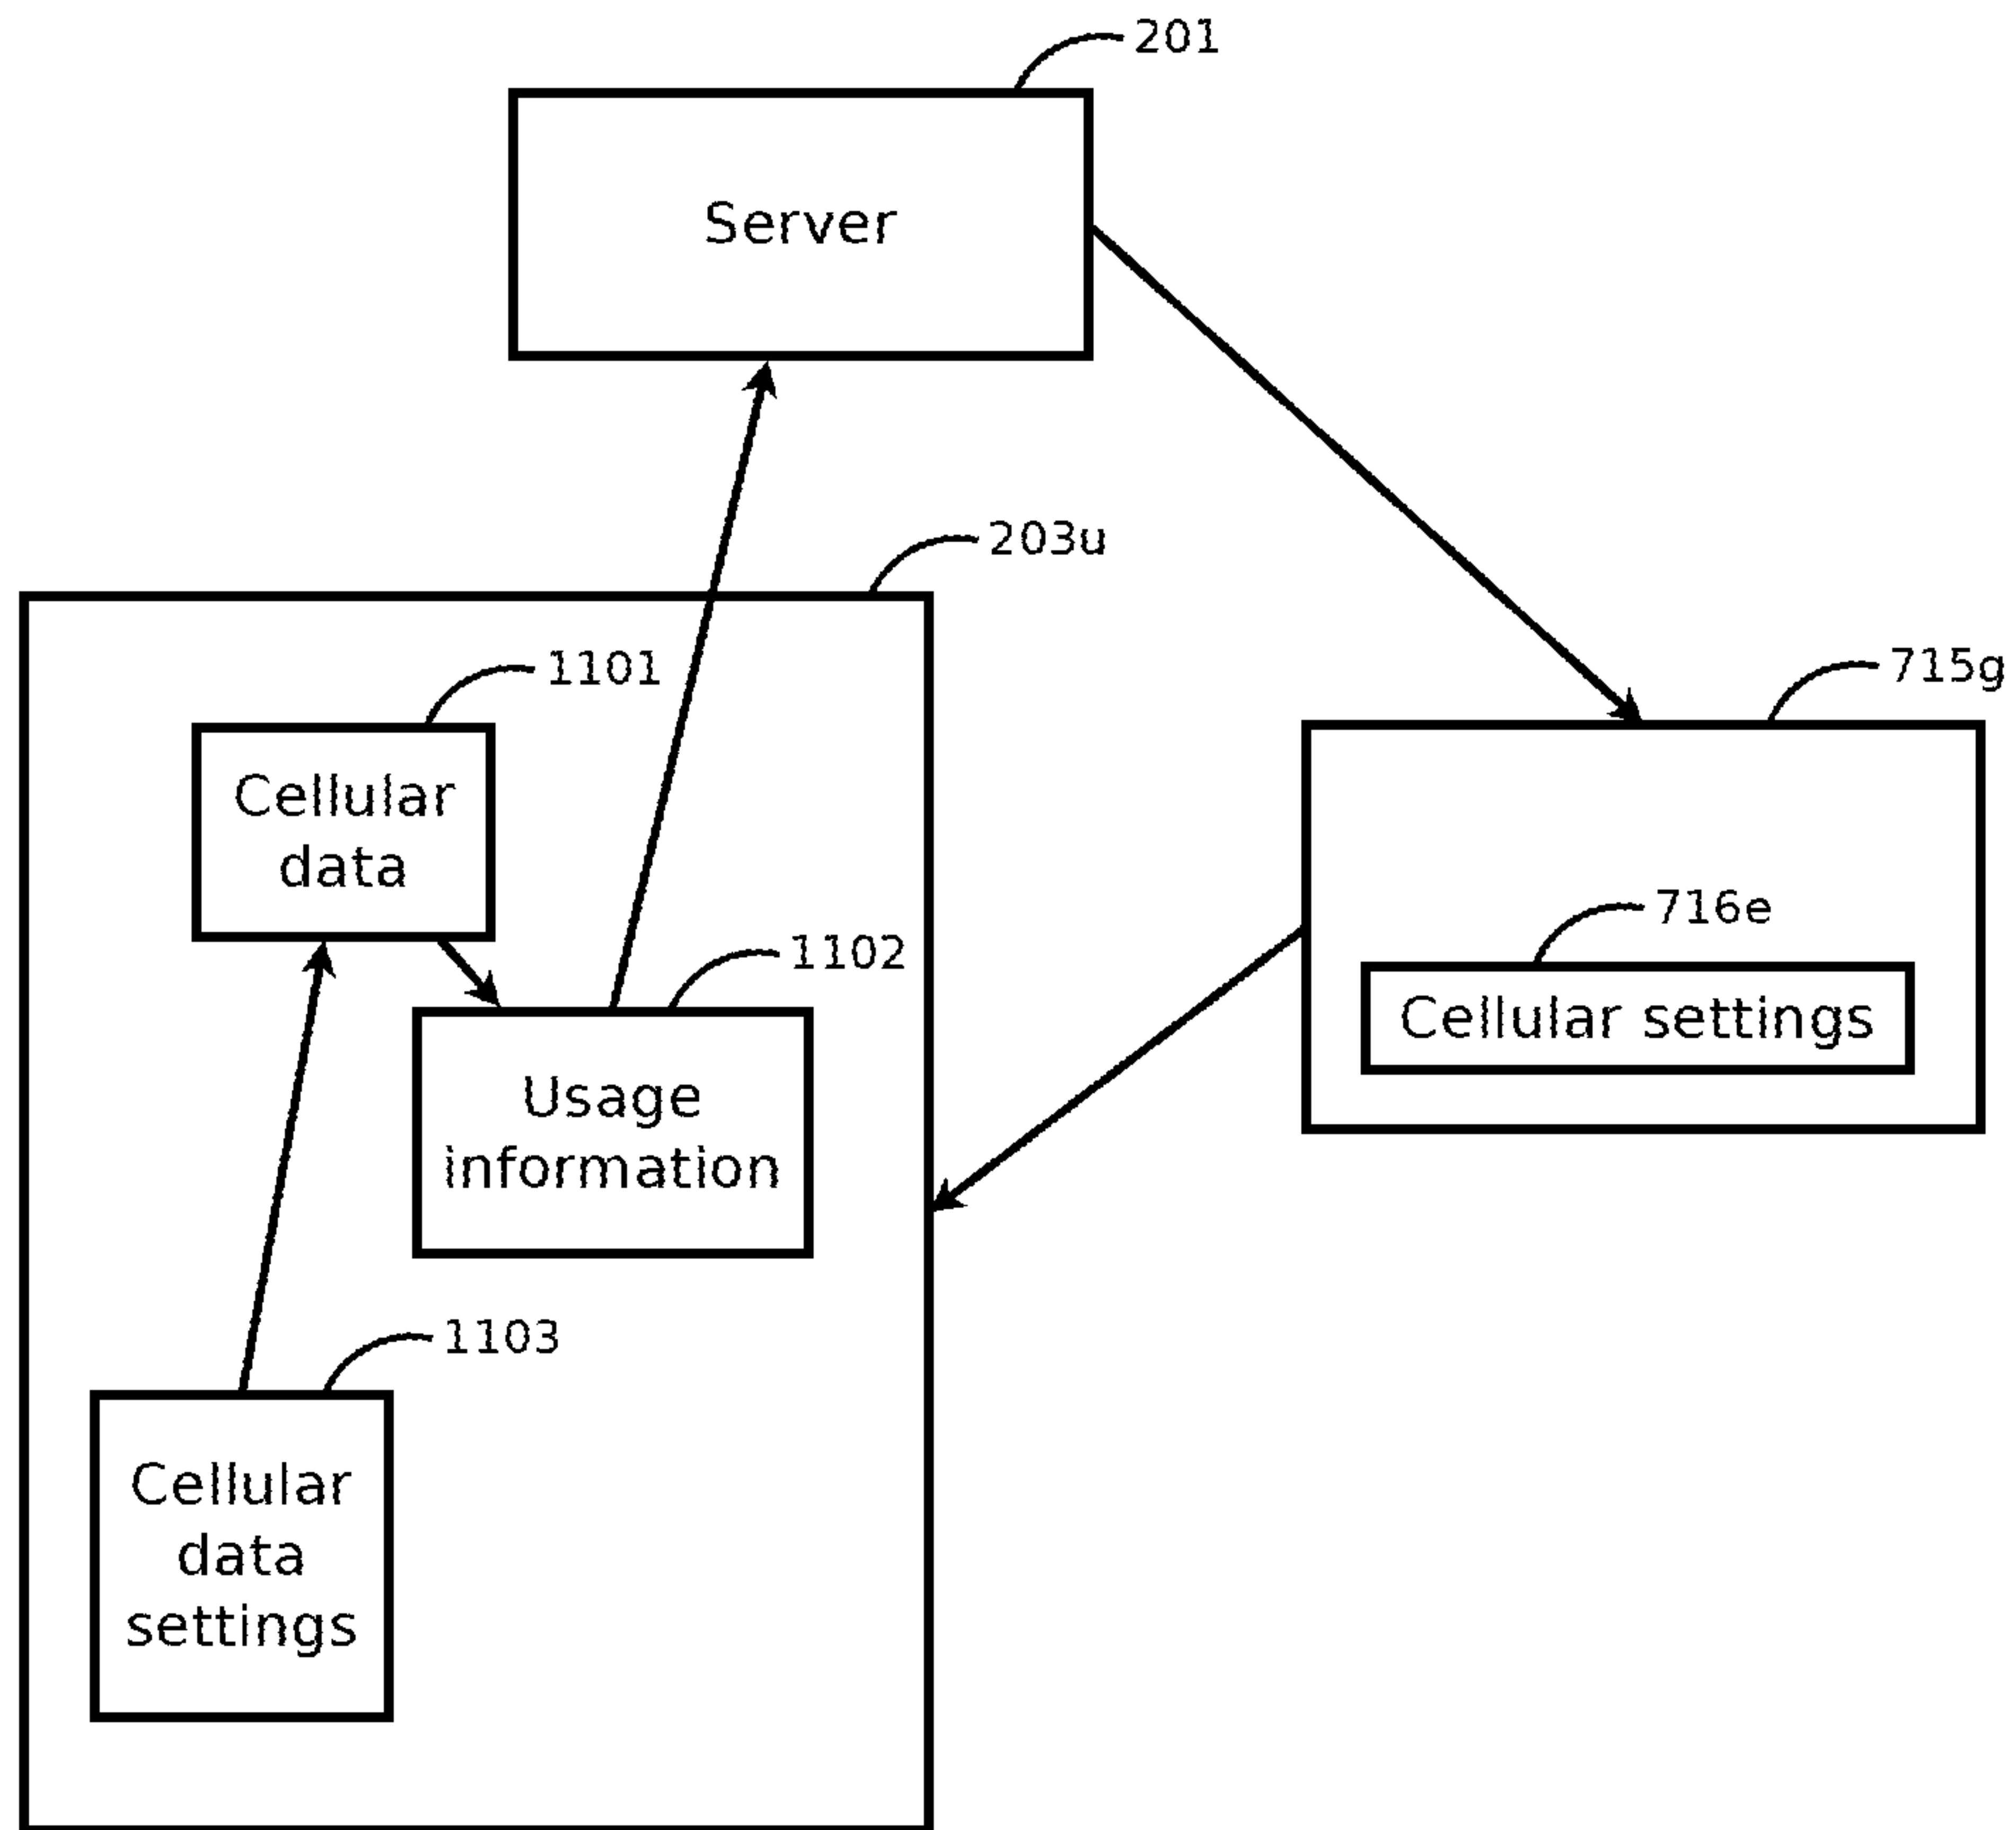 201
Server
203u
1101
715g
Cellular
data
716e
1102
Cellular settings
Usage
information
1103
Cellular
data
settings